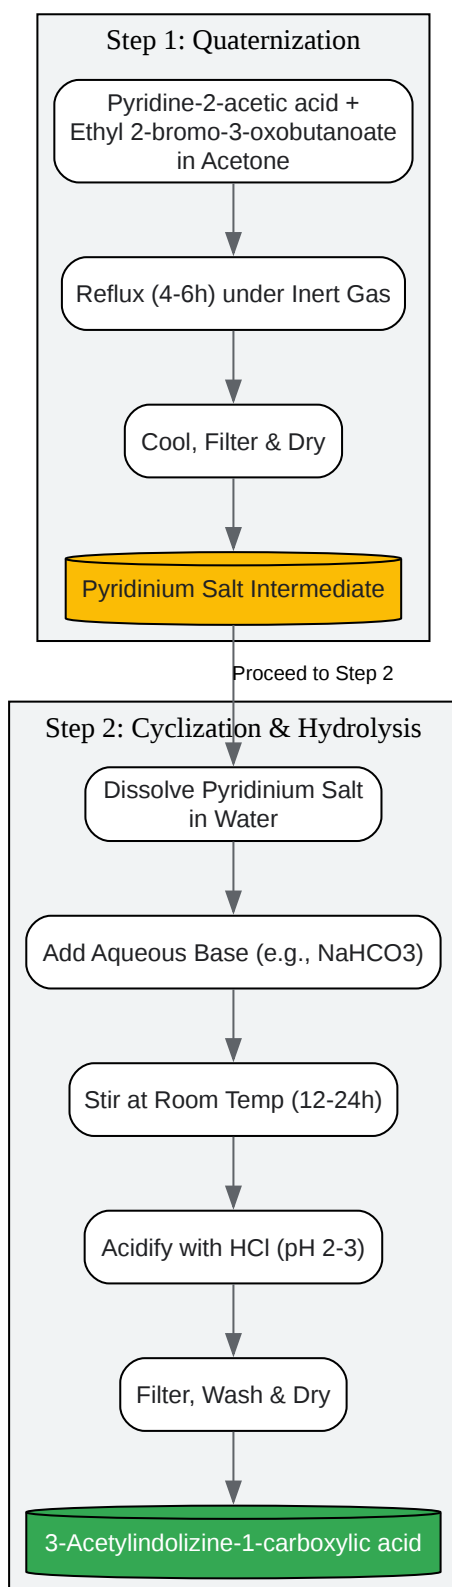 Step 1: Quaternization
Pyridine-2-acetic acid +
Ethyl 2-bromo-3-oxobutanoate
in Acetone
Reflux (4-6h) under Inert Gas
Cool, Filter & Dry
Pyridinium Salt Intermediate
Proceed to Step 2
Step 2: Cyclization & Hydrolysis
Dissolve Pyridinium Salt
in Water
Add Aqueous Base (e.g., NaHCO3)
Stir at Room Temp (12-24h)
Acidify with HCl (pH 2-3)
Filter, Wash & Dry
3-Acetylindolizine-1-carboxylic acid